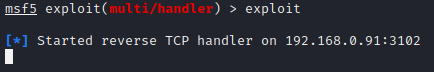 msf5 exploit(multi/handler) > exploit
[*] Started reverse TCP handler on 192.168.0.91:3102